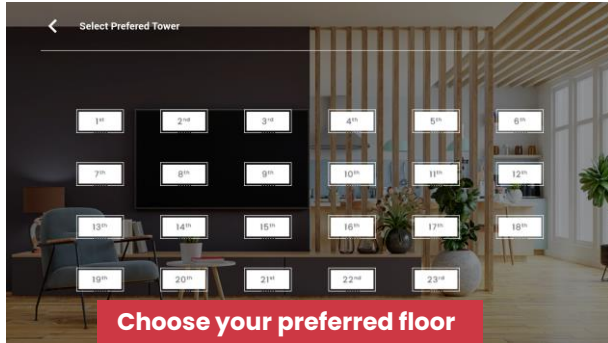 Select Prefered Tower
1st 2nd 3rd 4th 5th 6th
7th 8th 9th 10th 11th 12th
13th 14th 15th 16th 17th 18th
19th 20th 21st 22nd 23rd
Choose your preferred floor